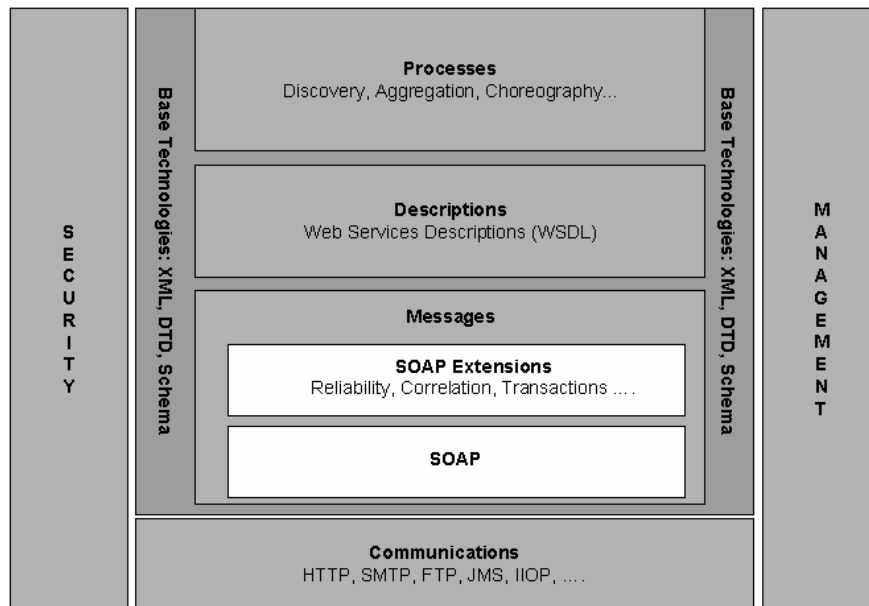 SECURITY
Base Technologies: XML, DTD, Schema
Processes
Discovery, Aggregation, Choreography...
Descriptions
Web Services Descriptions (WSDL)
Messages
SOAP Extensions
Reliability, Correlation, Transactions ....
SOAP
Base Technologies: XML, DTD, Schema
MANAGEMENT
Communications
HTTP, SMTP, FTP, JMS, IIOP, ....